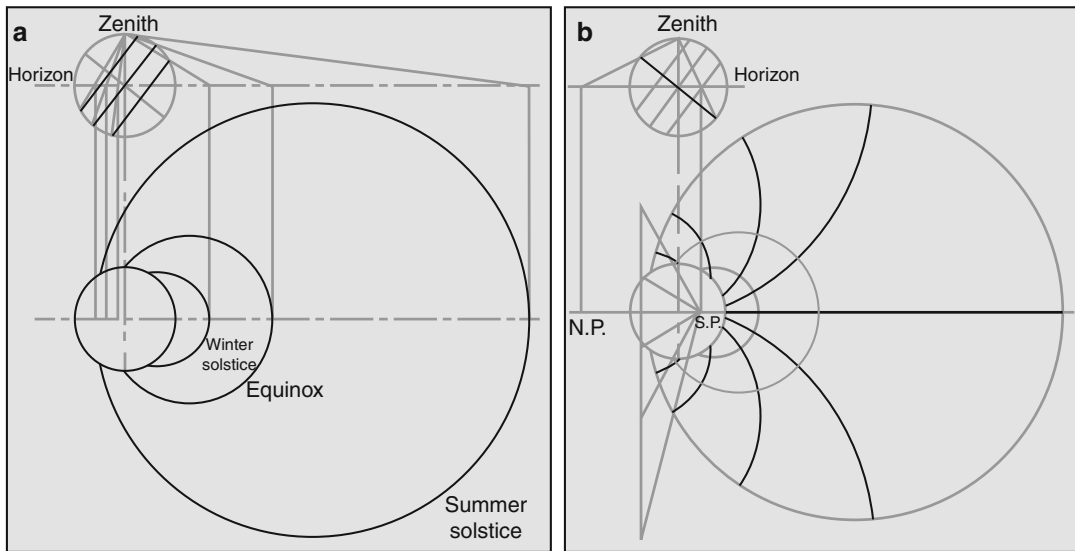 a
Zenith
Horizon
Winter
solstice
Equinox
Summer
solstice
b
Zenith
Horizon
N.P.
S.P.